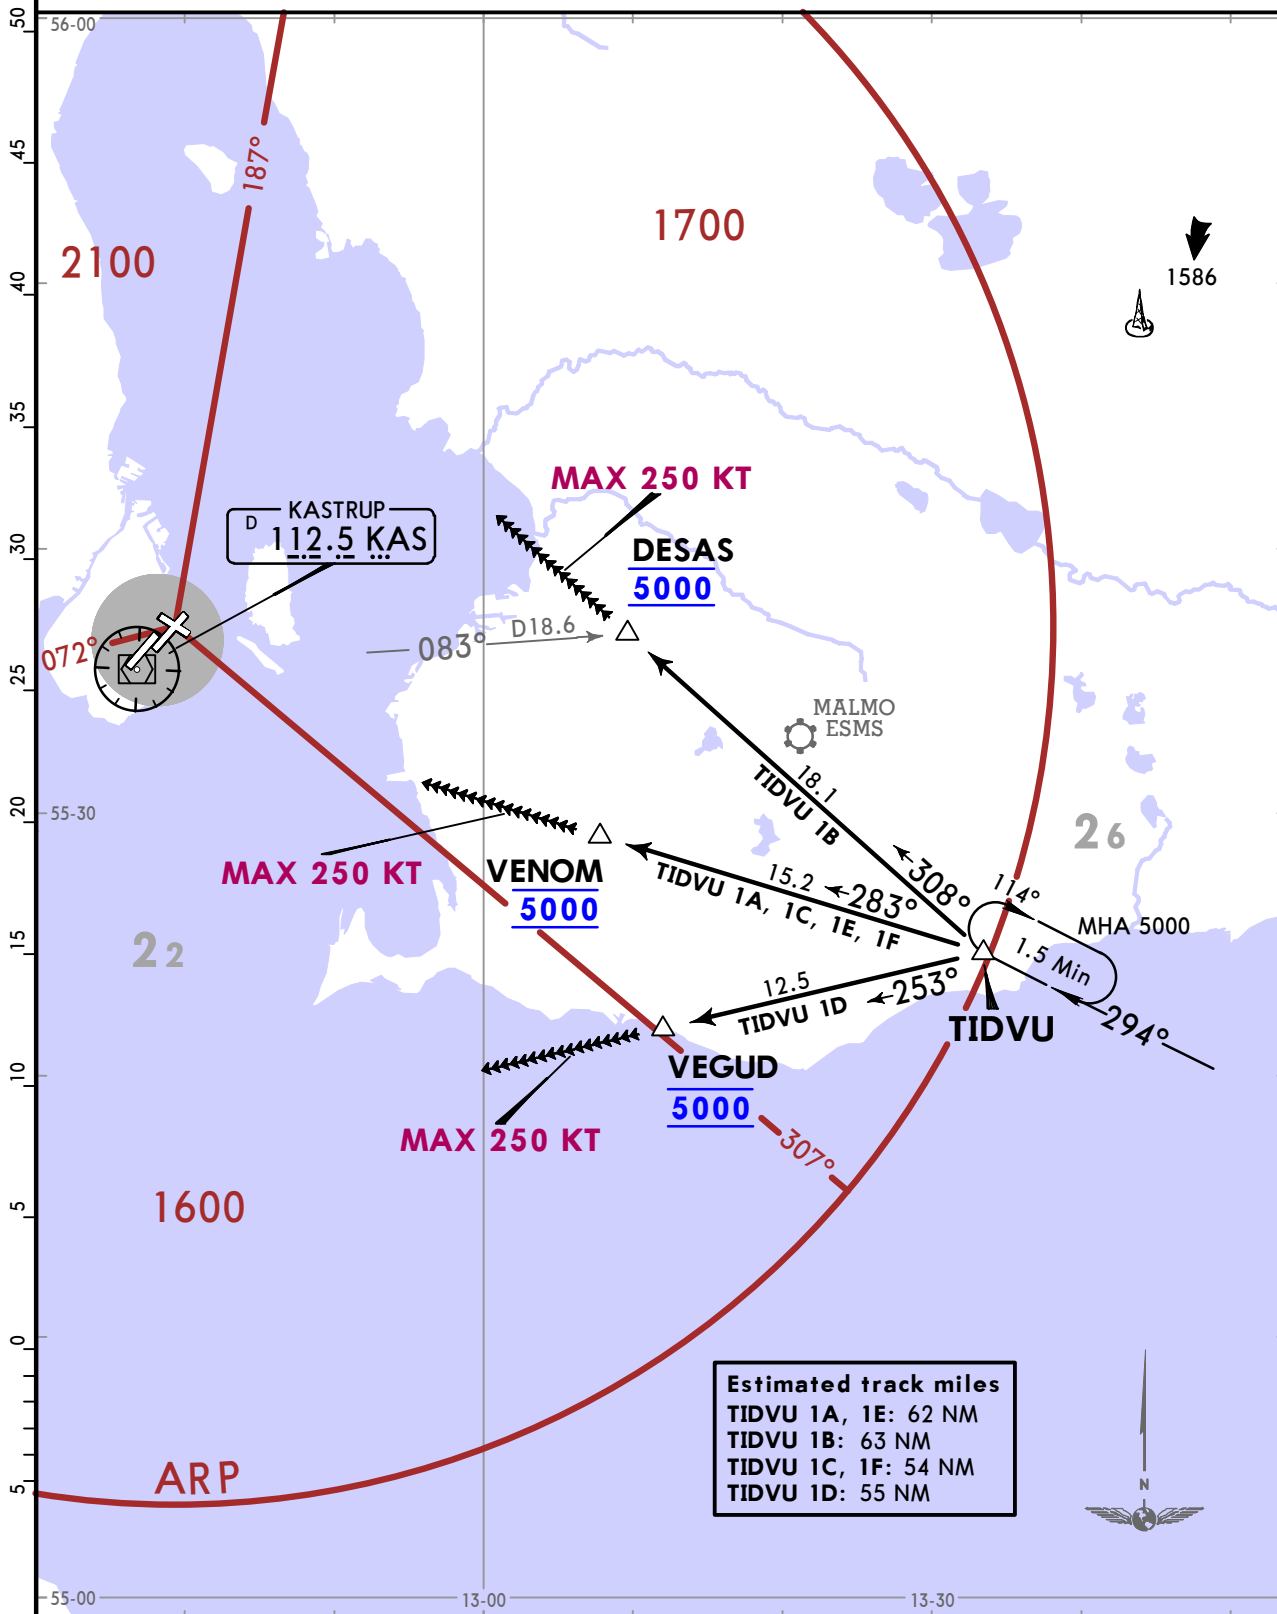 50
56-00
45
187°
1700
2100
40
1586
35
MAX 250 KT
KASTRUP
D 112.5 KAS
DESAS
5000
30
D18.6
083°
072°
25
MALMO
ESMS
18.1
TIDVU 1B
20
55-30
26
MAX 250 KT
VENOM
5000
15.2
283°
TIDVU 1A, 1C, 1E, 1F
308°
114°
MHA 5000
1.5 Min
15
22
12.5
253°
TIDVU 1D
TIDVU
294°
10
VEGUD
5000
MAX 250 KT
307°
5
1600
0
Estimated track miles
TIDVU 1A, 1E: 62 NM
TIDVU 1B: 63 NM
TIDVU 1C, 1F: 54 NM
TIDVU 1D: 55 NM
ARP
5
N
55-00
13-00
13-30